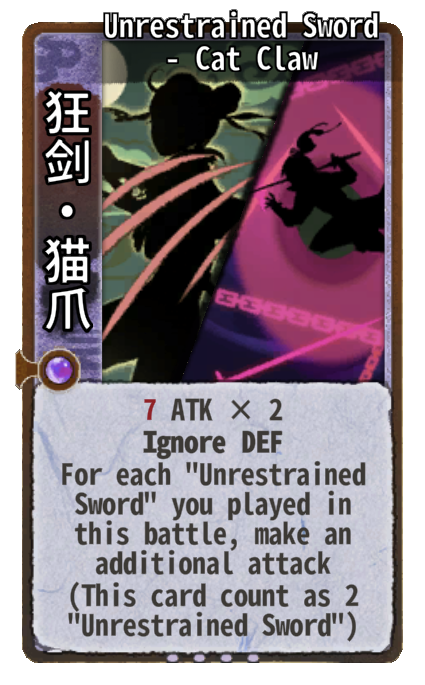 Unrestrained Sword
- Cat Claw
狂剑·猫爪
7 ATK × 2
Ignore DEF
For each "Unrestrained
Sword" you played in
this battle, make an
additional attack
(This card count as 2
"Unrestrained Sword")